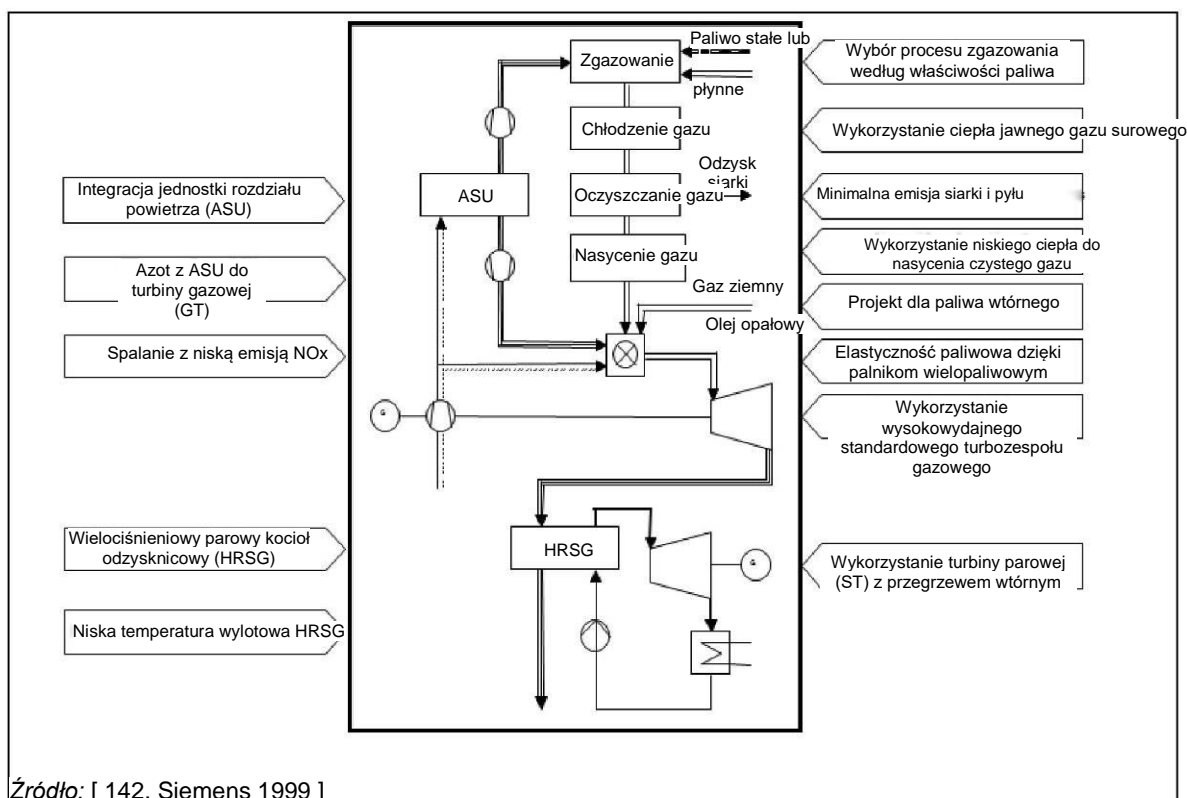 Paliwo stałe lub
płynne
Zgazowanie
Chłodzenie gazu
Odzysk
siarki
ASU
Oczyszczanie gazu
Nasycenie gazu
Gaz ziemny
Olej opałowy
G
HRSG
G
Integracja jednostki rozdziału
powietrza (ASU)
Azot z ASU do
turbiny gazowej
(GT)
Spalanie z niską emisją NOx
Wielociśnieniowy parowy kocioł
odzysknicowy (HRSG)
Niska temperatura wylotowa HRSG
Wybór procesu zgazowania
według właściwości paliwa
Wykorzystanie ciepła jawnego gazu surowego
Minimalna emisja siarki i pyłu
Wykorzystanie niskiego ciepła do
nasycenia czystego gazu
Projekt dla paliwa wtórnego
Elastyczność paliwowa dzięki
palnikom wielopaliwowym
Wykorzystanie
wysokowydajnego
standardowego turbozespołu
gazowego
Wykorzystanie turbiny parowej
(ST) z przegrzewem wtórnym
Źródło: [ 142, Siemens 1999 ]